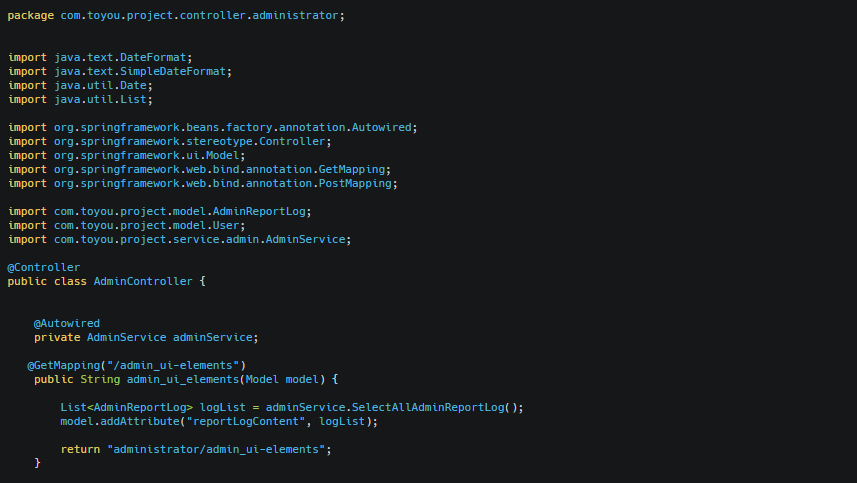 package com.toyou.project.controller.administrator;
import java.text.DateFormat;
import java.text.SimpleDateFormat;
import java.util.Date;
import java.util.List;
import org.springframework.beans.factory.annotation.Autowired;
import org.springframework.stereotype.Controller;
import org.springframework.ui.Model;
import org.springframework.web.bind.annotation.GetMapping;
import org.springframework.web.bind.annotation.PostMapping;
import com.toyou.project.model.AdminReportLog;
import com.toyou.project.model.User;
import com.toyou.project.service.admin.AdminService;
@Controller
public class AdminController {
@Autowired
private AdminService adminService;
@GetMapping("/admin_ui-elements")
public String admin_ui_elements(Model model) {
List<AdminReportLog> logList = adminService.SelectAllAdminReportLog();
model.addAttribute("reportLogContent", logList);
return "administrator/admin_ui-elements";
}